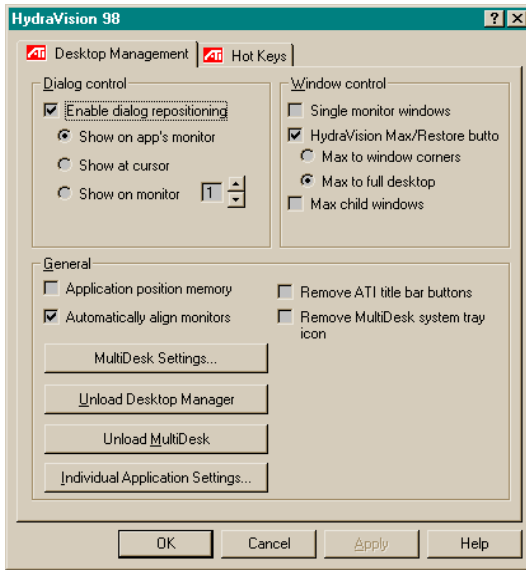 HydraVision 98
ATI Desktop Management
ATI Hot Keys
Dialog control
Enable dialog repositioning
Show on app's monitor
Show at cursor
Show on monitor 1
Window control
Single monitor windows
HydraVision Max/Restore butto
Max to window corners
Max to full desktop
Max child windows
General
Application position memory
Automatically align monitors
Remove ATI title bar buttons
Remove MultiDesk system tray
icon
MultiDesk Settings...
Unload Desktop Manager
Unload MultiDesk
Individual Application Settings...
OK Cancel Apply Help